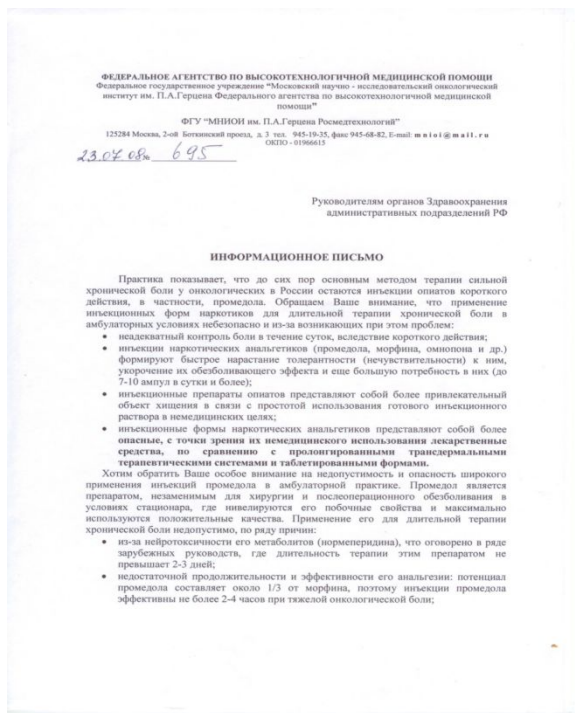 ФЕДЕРАЛЬНОЕ АГЕНТСТВО ПО ВЫСОКОТЕХНОЛОГИЧНОЙ МЕДИЦИНСКОЙ ПОМОЩИ
Федеральное государственное учреждение "Московский научно - исследовательский онкологический
институт им. П.А.Герцена Федерального агентства по высокотехнологичной медицинской
помощи"
ФГУ "МНИОИ им. П.А.Герцена Росмедтехнологий"
125284 Москва, 2-ой Боткинский проезд, д. 3 тел. 945-19-35, факс 945-68-82, E-mail: mniui@mail.ru
ОКПО - 01966615
23.07.08№ 695
Руководителям органов Здравоохранения
административных подразделений РФ
ИНФОРМАЦИОННОЕ ПИСЬМО
Практика показывает, что до сих пор основным методом терапии сильной
хронической боли у онкологических в России остаются инъекции опиатов короткого
действия, в частности, промедола. Обращаем Ваше внимание, что применение
инъекционных форм наркотиков для длительной терапии хронической боли в
амбулаторных условиях небезопасно и из-за возникающих при этом проблем:
• неадекватный контроль боли в течение суток, вследствие короткого действия;
• инъекции наркотических анальгетиков (промедола, морфина, омнопона и др.)
формируют быстрое нарастание толерантности (нечувствительности) к ним,
укорочение их обезболивающего эффекта и еще большую потребность в них (до
7-10 ампул в сутки и более);
• инъекционные препараты опиатов представляют собой более привлекательный
объект хищения в связи с простотой использования готового инъекционного
раствора в немедицинских целях;
• инъекционные формы наркотических анальгетиков представляют собой более
опасные, с точки зрения их немедицинского использования лекарственные
средства, по сравнению с пролонгированными трансдермальными
терапевтическими системами и таблетированными формами.
Хотим обратить Ваше особое внимание на недопустимость и опасность широкого
применения инъекций промедола в амбулаторной практике. Промедол является
препаратом, незаменимым для хирургии и послеоперационного обезболивания в
условиях стационара, где нивелируются его побочные свойства и максимально
используются положительные качества. Применение его для длительной терапии
хронической боли недопустимо, по ряду причин:
• из-за нейротоксичности его метаболитов (нормеперидина), что оговорено в ряде
зарубежных руководств, где длительность терапии этим препаратом не
превышает 2-3 дней;
• недостаточной продолжительности и эффективности его анальгезии: потенциал
промедола составляет около 1/3 от морфина, поэтому инъекции промедола
эффективны не более 2-4 часов при тяжелой онкологической боли;